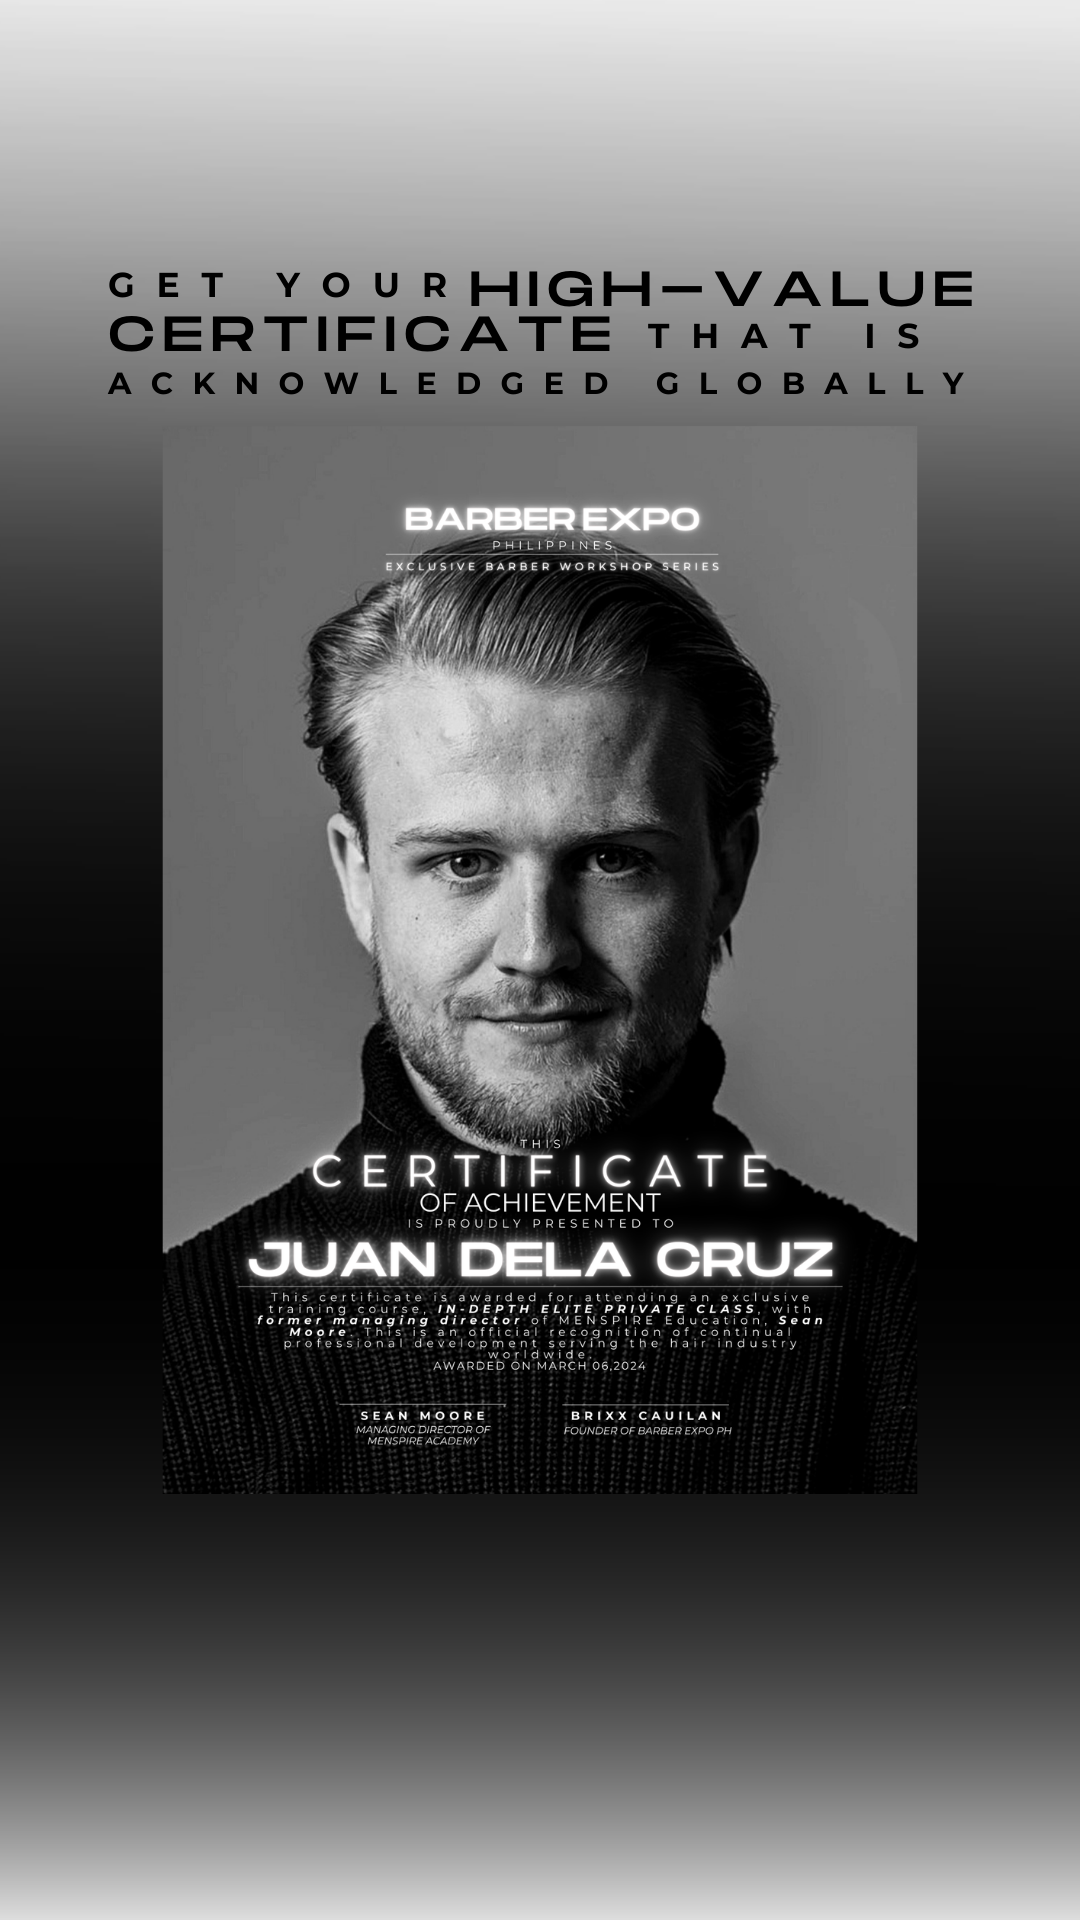 GET YOUR HIGH-VALUE
CERTIFICATE THAT IS
ACKNOWLEDGED GLOBALLY
BARBER EXPO
PHILIPPINES
EXCLUSIVE BARBER WORKSHOP SERIES
THIS
CERTIFICATE
OF ACHIEVEMENT
IS PROUDLY PRESENTED TO
JUAN DELA CRUZ
This certificate is awarded for attending an exclusive
training course, IN-DEPTH ELITE PRIVATE CLASS, with
former managing director of MENSPIRE Education, Sean
Moore. This is an official recognition of continual
professional development serving the hair industry
worldwide.
AWARDED ON MARCH 06,2024
SEAN MOORE
MANAGING DIRECTOR OF
MENSPIRE ACADEMY
BRIXX CAUILAN
FOUNDER OF BARBER EXPO PH